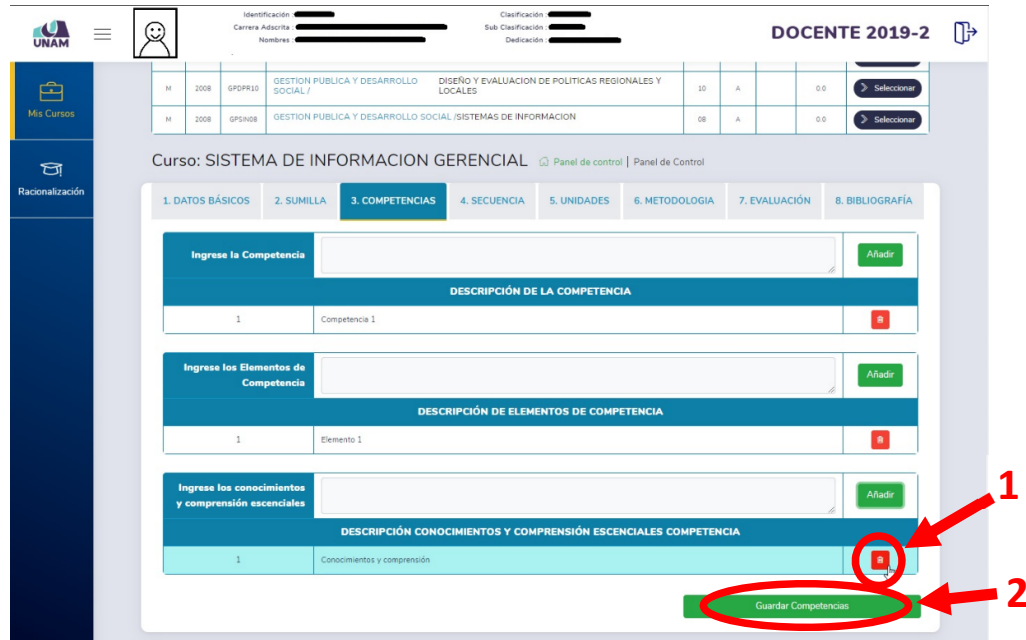 UNAM
Identificación :
Carrera Adscrita :
Nombres :
Clasificación :
Sub Clasificación :
Dedicación :
DOCENTE 2019-2
Mis Cursos
Racionalización
M 2008 GPDPR10 GESTION PÚBLICA Y DESARROLLO SOCIAL / DISEÑO Y EVALUACION DE POLITICAS REGIONALES Y LOCALES 10 A 0.0 Seleccionar
M 2008 GPSIN08 GESTION PÚBLICA Y DESARROLLO SOCIAL /SISTEMAS DE INFORMACION 08 A 0.0 Seleccionar
Curso: SISTEMA DE INFORMACION GERENCIAL Panel de control | Panel de Control
1. DATOS BÁSICOS 2. SUMILLA 3. COMPETENCIAS 4. SECUENCIA 5. UNIDADES 6. METODOLOGIA 7. EVALUACIÓN 8. BIBLIOGRAFÍA
Ingrese la Competencia Añadir
DESCRIPCIÓN DE LA COMPETENCIA
1 Competencia 1
Ingrese los Elementos de
Competencia
Añadir
DESCRIPCIÓN DE ELEMENTOS DE COMPETENCIA
1 Elemento 1
Ingrese los conocimientos
y comprensión escenciales
Añadir
1
DESCRIPCIÓN CONOCIMIENTOS Y COMPRENSIÓN ESCENCIALES COMPETENCIA
1 Conocimientos y comprensión
Guardar Competencias
2